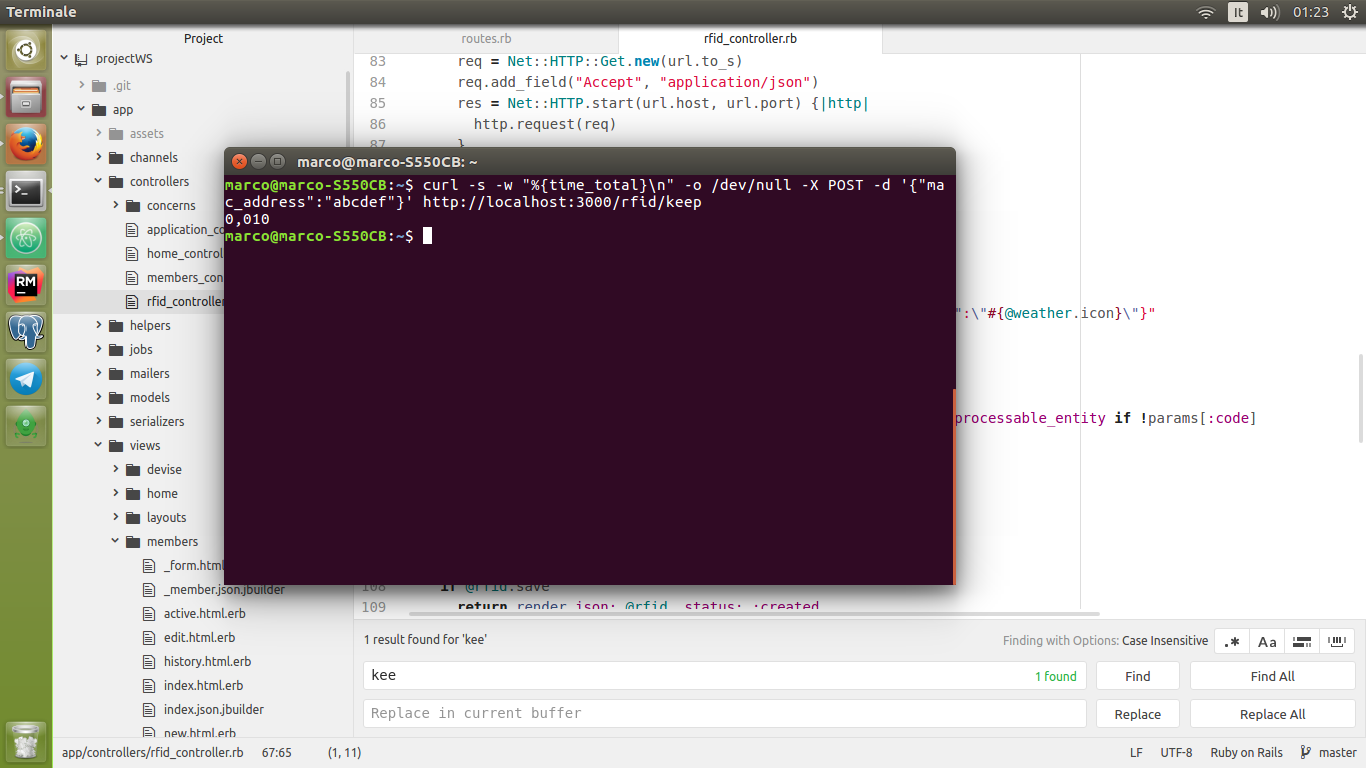 Terminale
It
01:23
Project
routes.rb
rfid_controller.rb
projectWS
.git
app
assets
channels
controllers
concerns
application_co
home_control
members_con
rfid_controller
helpers
jobs
mailers
models
serializers
views
devise
home
layouts
members
_form.htm
_member.json.jbuilder
active.html.erb
edit.html.erb
history.html.erb
index.html.erb
index.json.jbuilder
new.html.erb
83 req = Net::HTTP::Get.new(url.to_s)
84 req.add_field("Accept", "application/json")
85 res = Net::HTTP.start(url.host, url.port) {|http|
86 http.request(req)
87 }
":\"#{@weather.icon}\"}"
processable_entity if !params[:code]
108 if @rfid.save
109 return render json: @rfid, status: :created
marco@marco-S550CB: ~
marco@marco-S550CB:~$ curl -s -w "%{time_total}\n" -o /dev/null -X POST -d '{"ma
c_address":"abcdef"}' http://localhost:3000/rfid/keep
0,010
marco@marco-S550CB:~$
RM
1 result found for 'kee'
Finding with Options: Case Insensitive
.*
Aa
kee
1 found
Find
Find All
Replace in current buffer
Replace
Replace All
app/controllers/rfid_controller.rb 67:65 (1, 11)
LF UTF-8 Ruby on Rails master